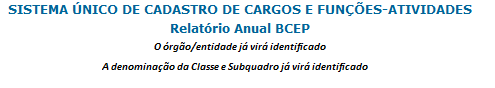 SISTEMA ÚNICO DE CADASTRO DE CARGOS E FUNÇÕES-ATIVIDADES
Relatório Anual BCEP
O órgão/entidade já virá identificado
A denominação da Classe e Subquadro já virá identificado